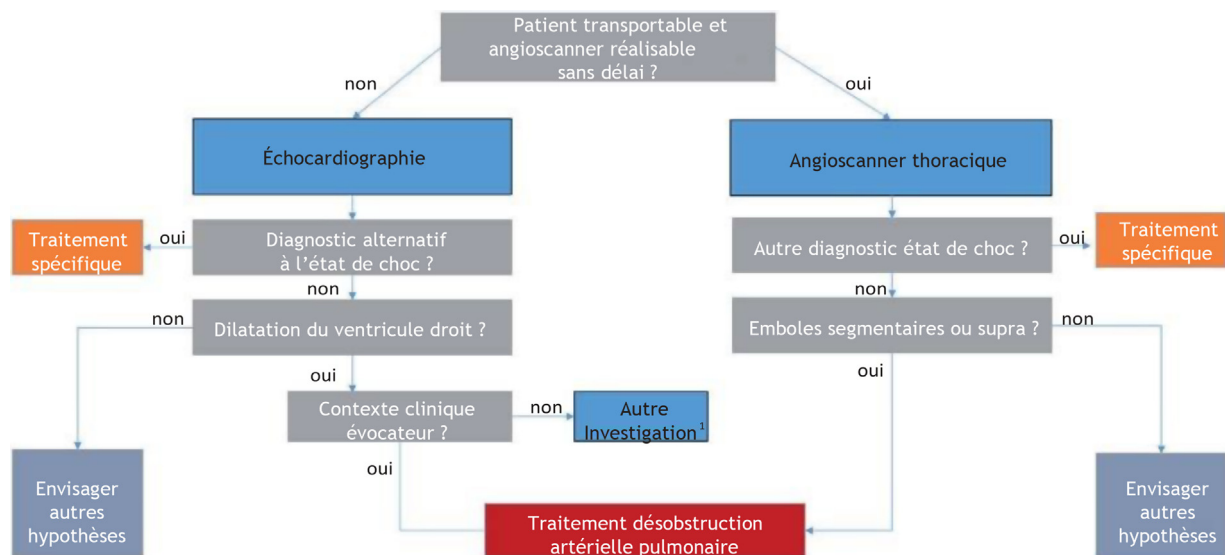 Patient transportable et
angioscanner réalisable
sans délai ?
non
oui
Échocardiographie
Angioscanner thoracique
Traitement
spécifique
oui
Diagnostic alternatif
à l'état de choc ?
Autre diagnostic état de choc ?
oui
Traitement
spécifique
non
non
non
Dilatation du ventricule droit ?
Emboles segmentaires ou supra ?
non
oui
oui
Contexte clinique
évocateur ?
non
Autre
Investigation¹
oui
Envisager
autres
hypothèses
Traitement désobstruction
artérielle pulmonaire
Envisager
autres
hypothèses